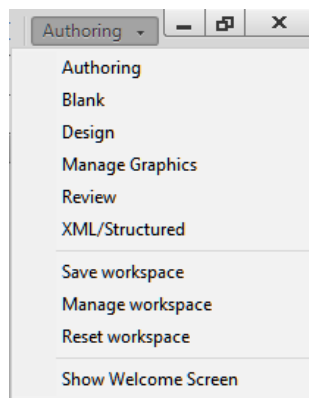 Authoring
Authoring
Blank
Design
Manage Graphics
Review
XML/Structured
Save workspace
Manage workspace
Reset workspace
Show Welcome Screen